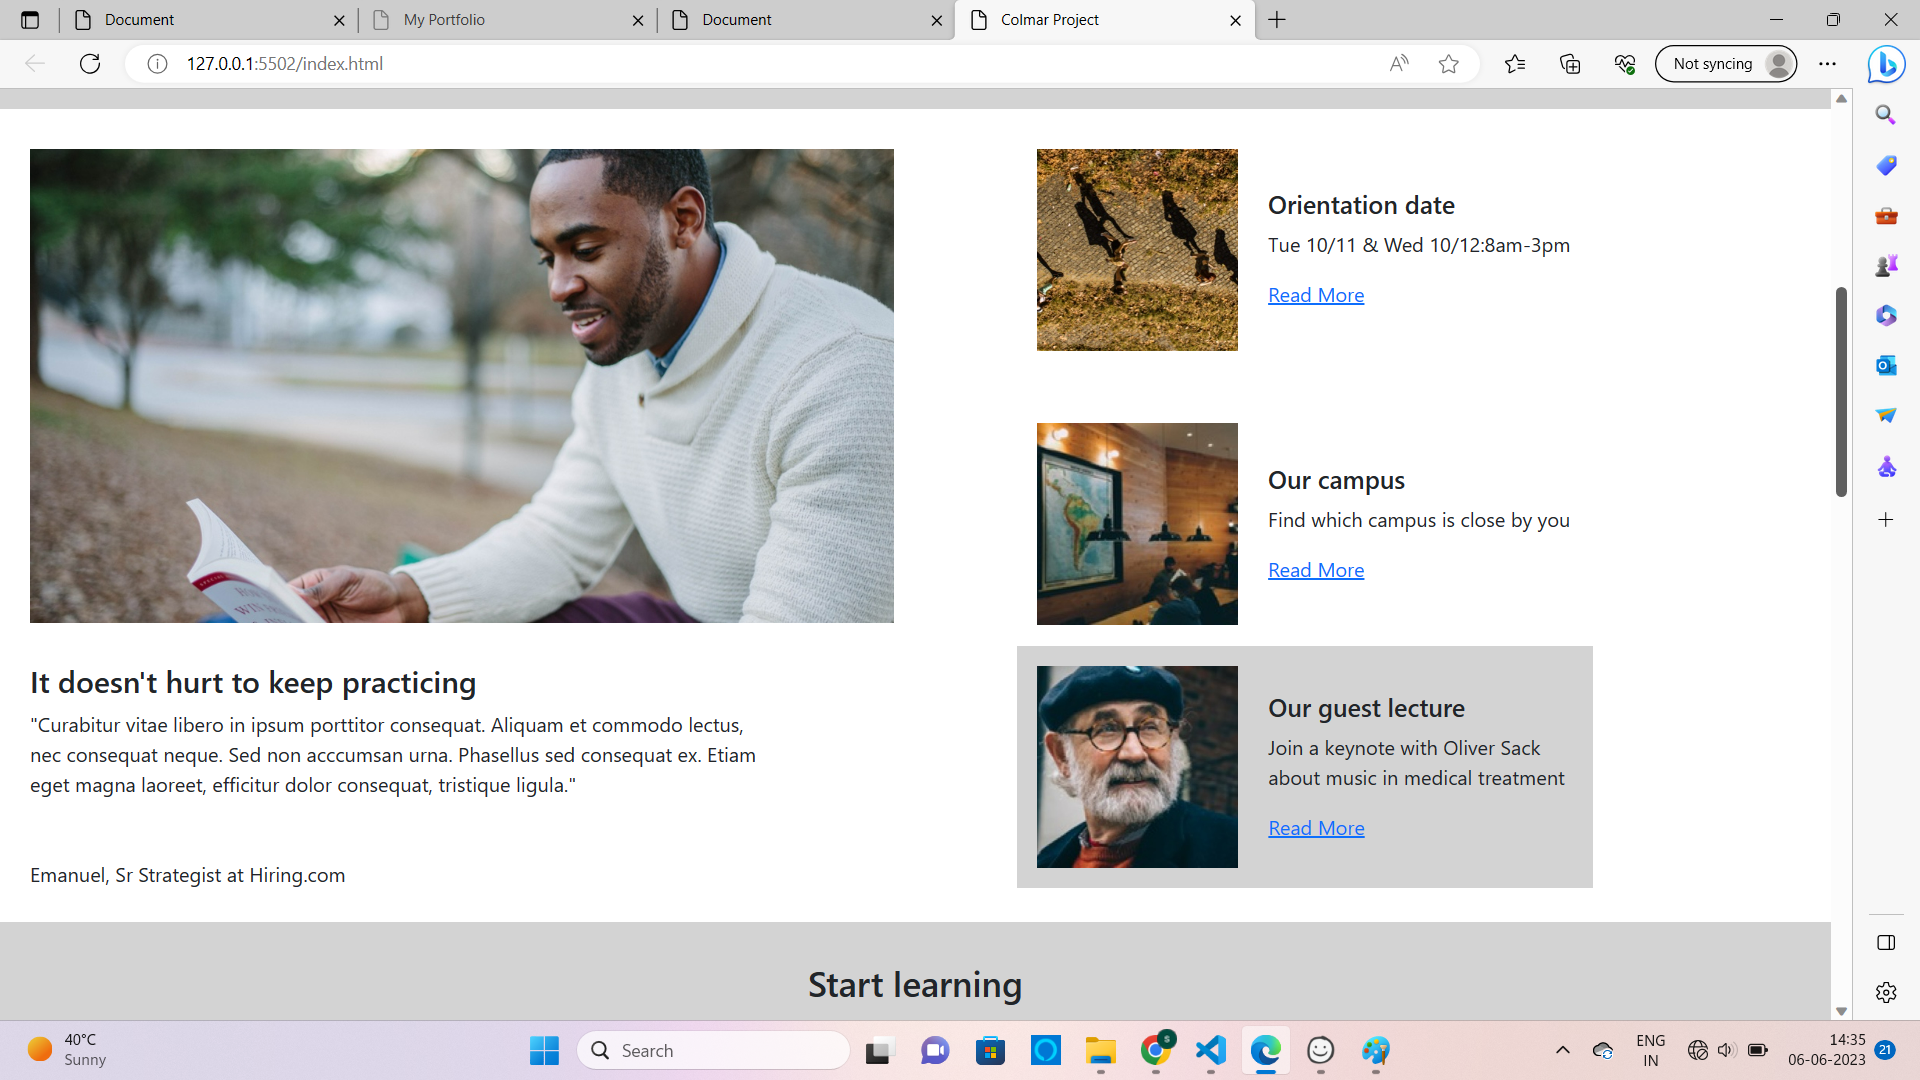 Document
My Portfolio
Document
Colmar Project
127.0.0.1:5502/index.html
Not syncing
Orientation date
Tue 10/11 & Wed 10/12:8am-3pm
Read More
Our campus
Find which campus is close by you
Read More
It doesn't hurt to keep practicing
"Curabitur vitae libero in ipsum porttitor consequat. Aliquam et commodo lectus,
nec consequat neque. Sed non acccumsan urna. Phasellus sed consequat ex. Etiam
eget magna laoreet, efficitur dolor consequat, tristique ligula."
Emanuel, Sr Strategist at Hiring.com
Our guest lecture
Join a keynote with Oliver Sack
about music in medical treatment
Read More
Start learning
40°C
Sunny
Search
ENG
IN
14:35
06-06-2023
21